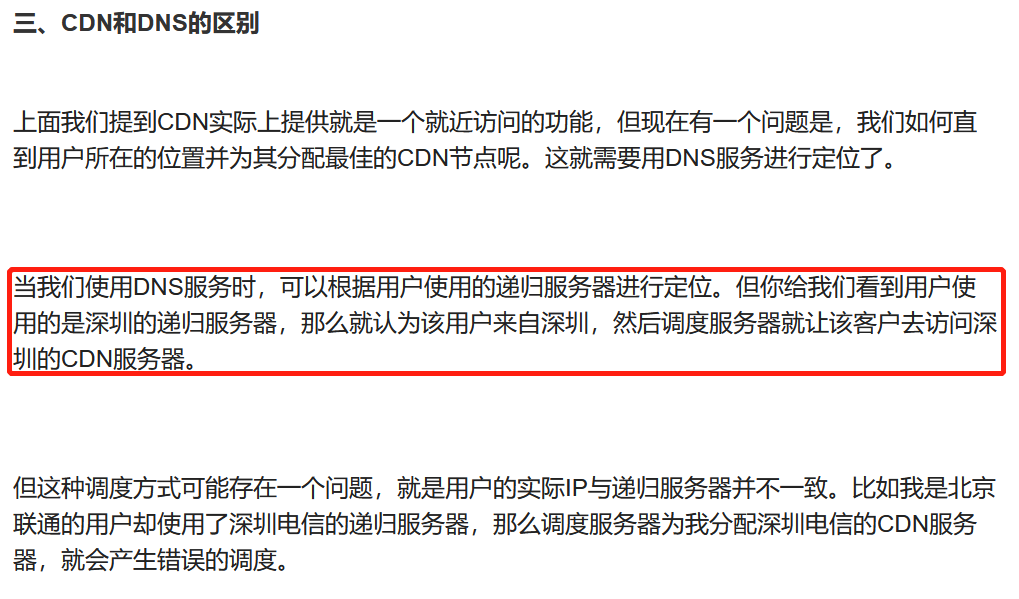 三、CDN和DNS的区别
上面我们提到CDN实际上提供就是一个就近访问的功能，但现在有一个问题是，我们如何直
到用户所在的位置并为其分配最佳的CDN节点呢。这就需要用DNS服务进行定位了。
当我们使用DNS服务时，可以根据用户使用的递归服务器进行定位。但你给我们看到用户使
用的是深圳的递归服务器，那么就认为该用户来自深圳，然后调度服务器就让该客户去访问深
圳的CDN服务器。
但这种调度方式可能存在一个问题，就是用户的实际IP与递归服务器并不一致。比如我是北京
联通的用户却使用了深圳电信的递归服务器，那么调度服务器为我分配深圳电信的CDN服务
器，就会产生错误的调度。